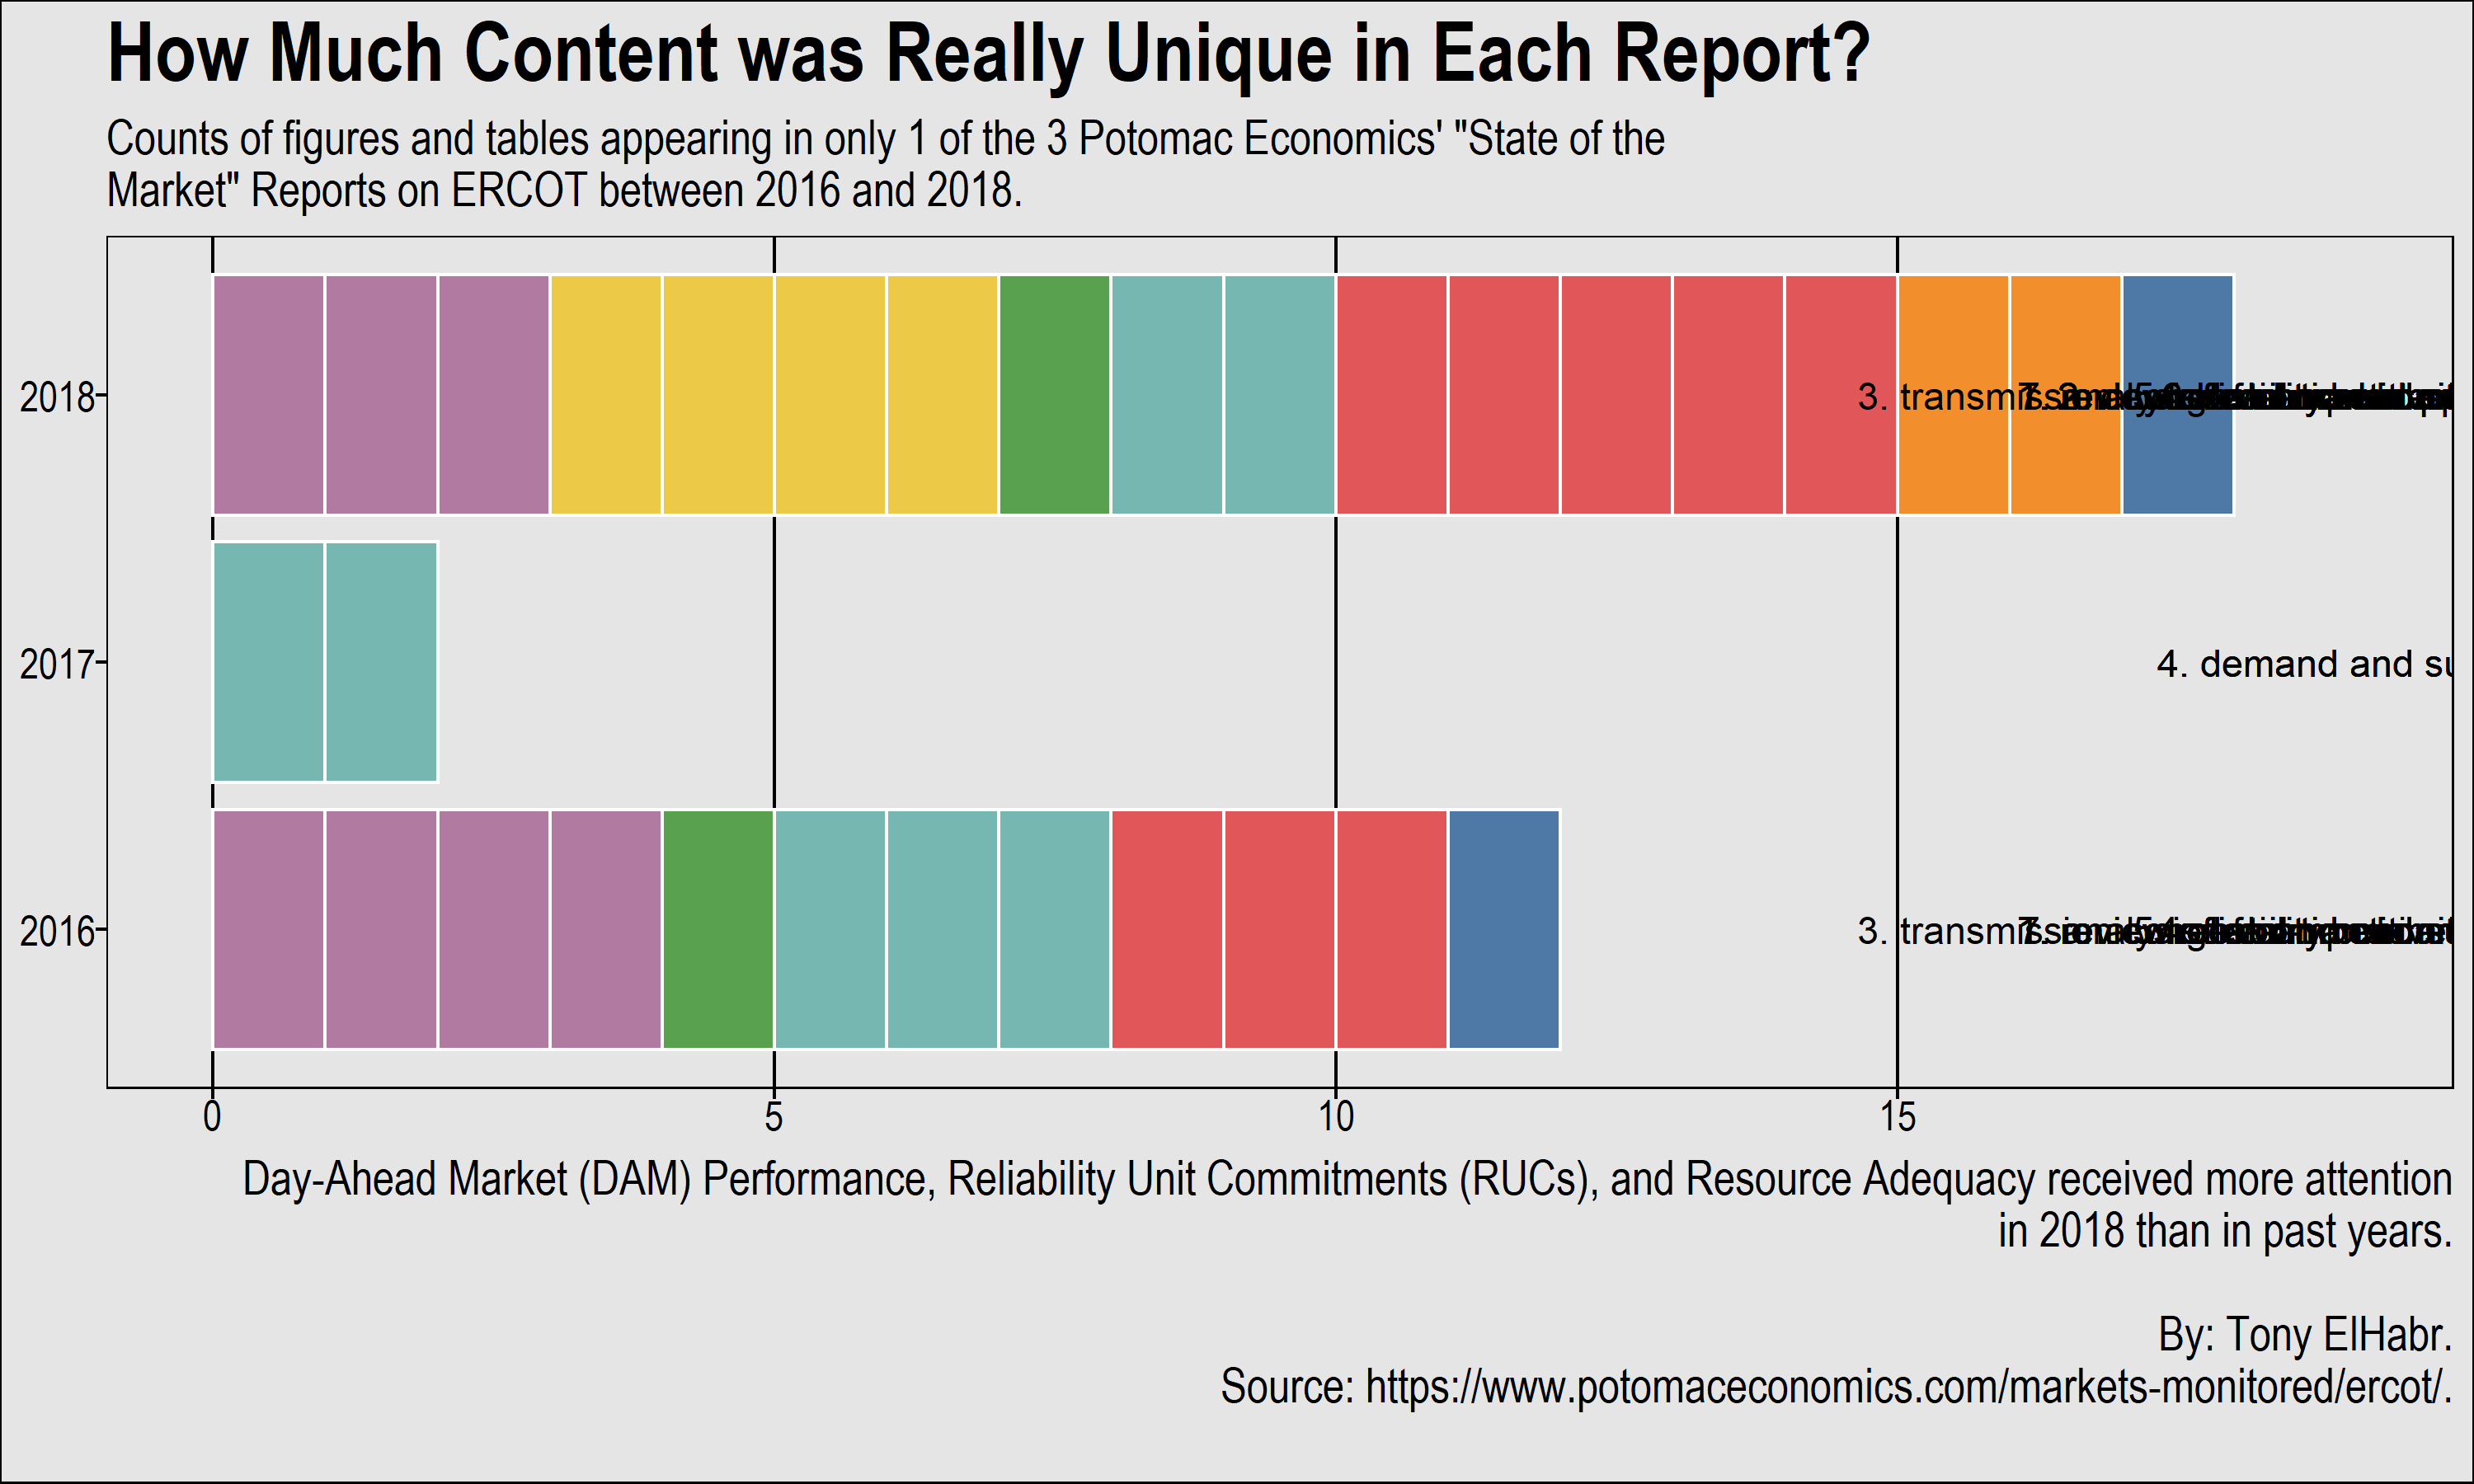 How Much Content was Really Unique in Each Report?
Counts of figures and tables appearing in only 1 of the 3 Potomac Economics' "State of the
Market" Reports on ERCOT between 2016 and 2018.
2018
3.
2017
4. demand and su
2016
3.
0 5 10 15
Day-Ahead Market (DAM) Performance, Reliability Unit Commitments (RUCs), and Resource Adequacy received more attention
in 2018 than in past years.
By: Tony ElHabr.
Source: https://www.potomaceconomics.com/markets-monitored/ercot/.